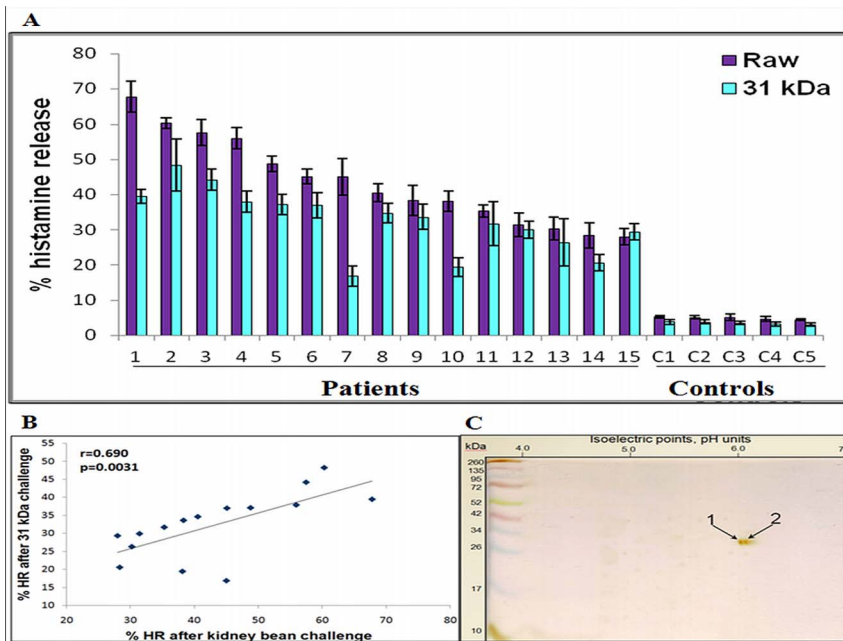 A
80
70
60
50
40
30
20
10
0
% histamine release
Raw
31 kDa
1 2 3 4 5 6 7 8 9 10 11 12 13 14 15 C1 C2 C3 C4 C5
Patients
Controls
B
r=0.690
p=0.0031
55
50
45
40
35
30
25
20
15
10
% HR after 31 kDa challenge
20 30 40 50 60 70 80
% HR after kidney bean challenge
C
Isoelectric points, pH units
kDa
4.0 5.0 6.0
260
135
95
72
52
42
34
26
17
10
1 2